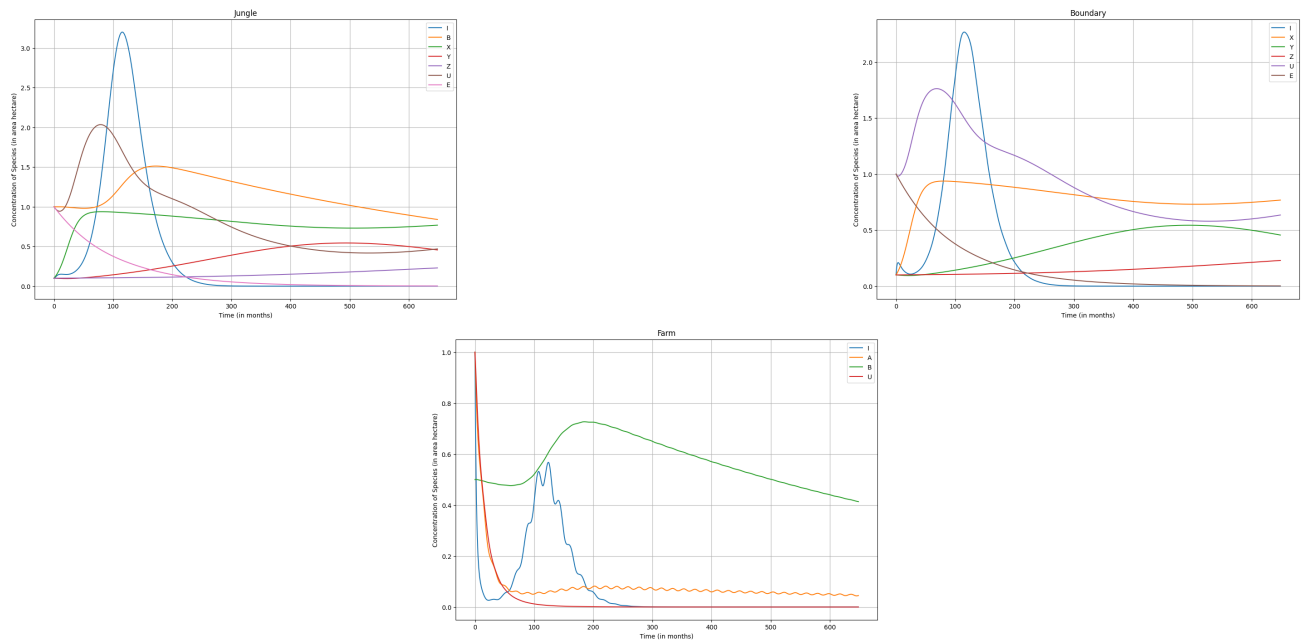 Jungle
Concentration of Species (in area hectare)
3.0
2.5
2.0
1.5
1.0
0.5
0.0
0
100
200
300
400
500
600
Time (in months)
I
B
X
Y
Z
U
E
Boundary
Concentration of Species (in area hectare)
2.0
1.5
1.0
0.5
0.0
0
100
200
300
400
500
600
Time (in months)
I
X
Y
Z
U
E
Farm
Concentration of Species (in area hectare)
1.0
0.8
0.6
0.4
0.2
0.0
0
100
200
300
400
500
600
Time (in months)
I
A
B
U